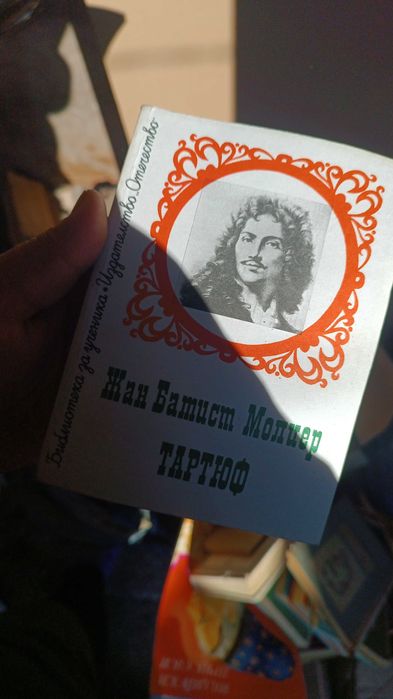 Библиотека за ученика • Издателство Отечество
Жан Батист Молиер
ТАРТЮФ